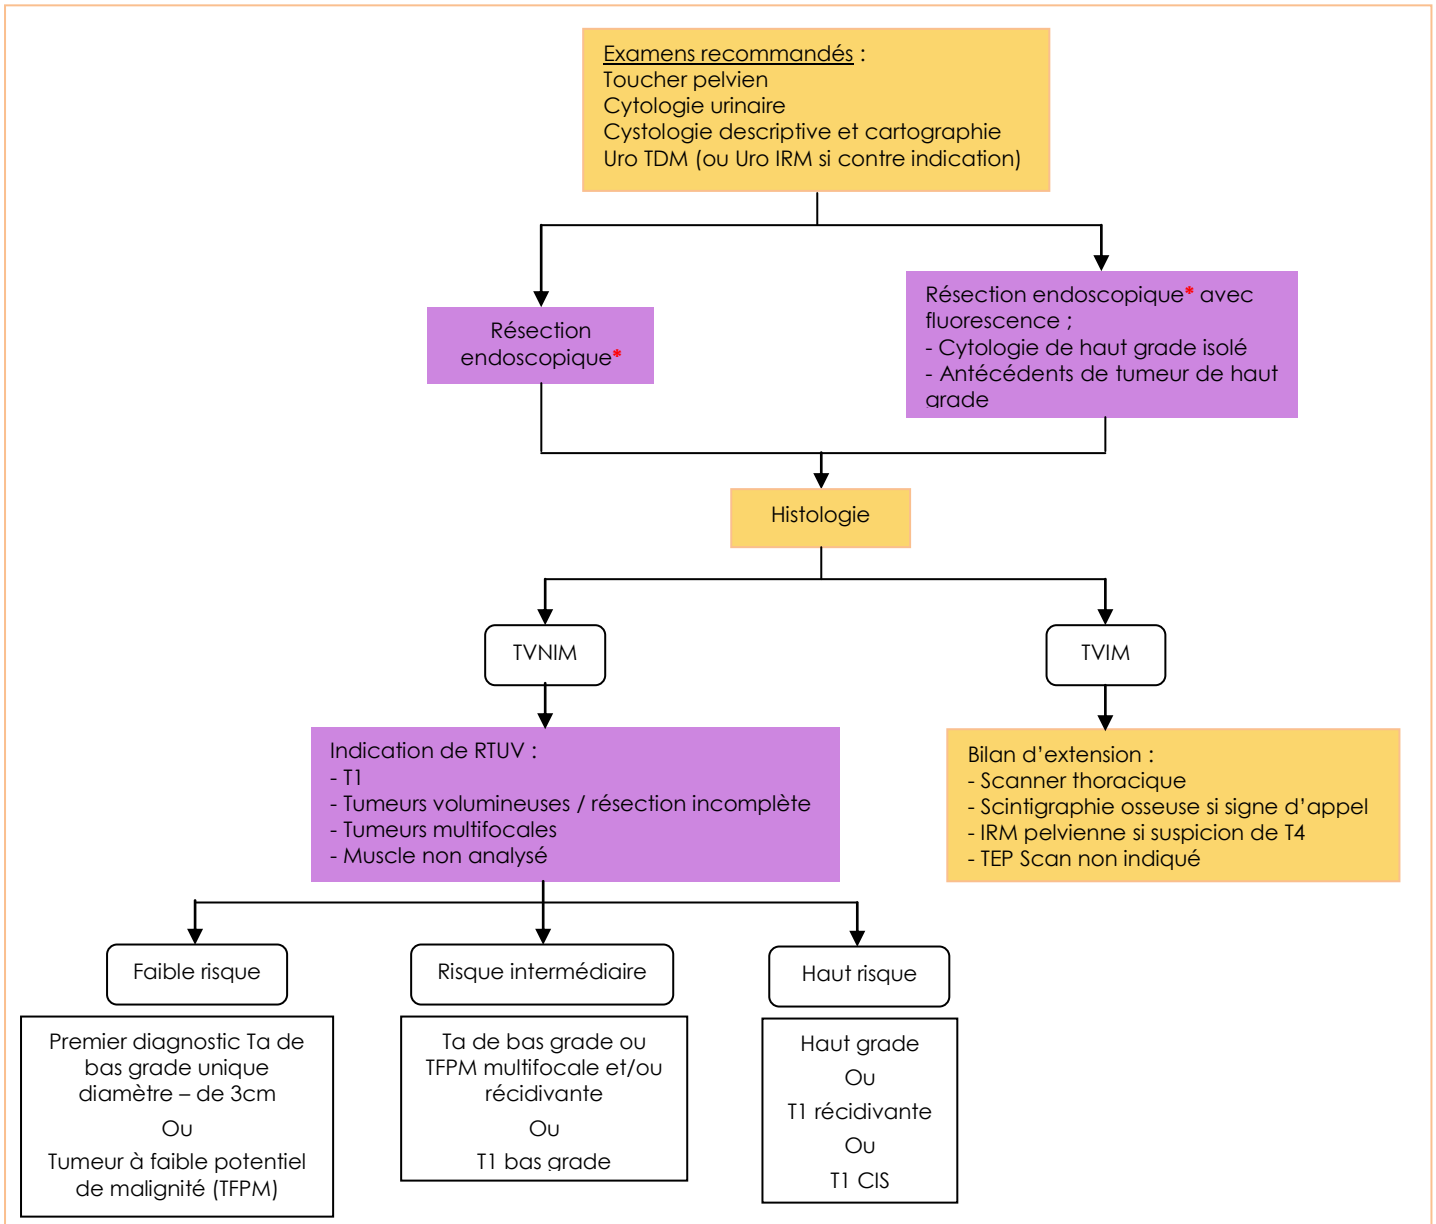 Examens recommandés :
Toucher pelvien
Cytologie urinaire
Cystologie descriptive et cartographie
Uro TDM (ou Uro IRM si contre indication)
Résection
endoscopique*
Résection endoscopique* avec
fluorescence ;
- Cytologie de haut grade isolé
- Antécédents de tumeur de haut
grade
Histologie
TVNIM
TVIM
Indication de RTUV :
- T1
- Tumeurs volumineuses / résection incomplète
- Tumeurs multifocales
- Muscle non analysé
Bilan d’extension :
- Scanner thoracique
- Scintigraphie osseuse si signe d’appel
- IRM pelvienne si suspicion de T4
- TEP Scan non indiqué
Faible risque
Risque intermédiaire
Haut risque
Premier diagnostic Ta de
bas grade unique
diamètre – de 3cm
Ou
Tumeur à faible potentiel
de malignité (TFPM)
Ta de bas grade ou
TFPM multifocale et/ou
récidivante
Ou
T1 bas grade
Haut grade
Ou
T1 récidivante
Ou
T1 CIS